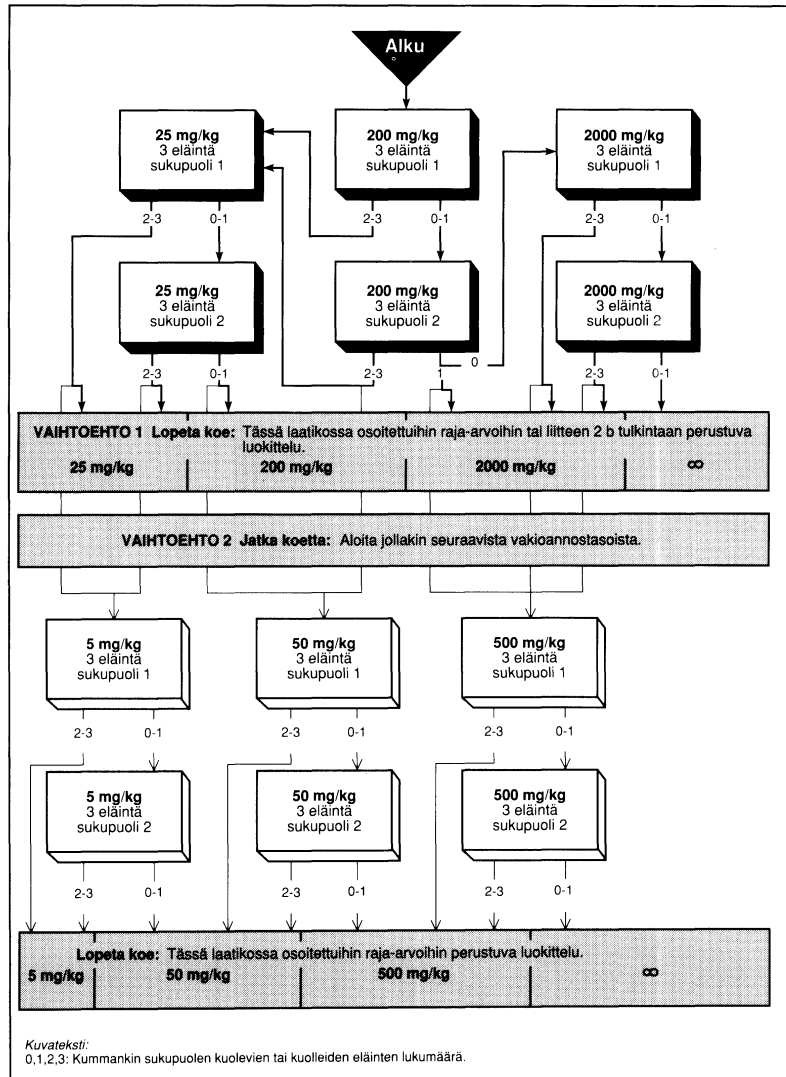 Alku
25 mg/kg
3 eläintä
sukupuoli 1
200 mg/kg
3 eläintä
sukupuoli 1
2000 mg/kg
3 eläintä
sukupuoli 1
2-3 0-1 2-3 0-1 2-3 0-1
25 mg/kg
3 eläintä
sukupuoli 2
200 mg/kg
3 eläintä
sukupuoli 2
2000 mg/kg
3 eläintä
sukupuoli 2
0
2-3 0-1 2-3 1 2-3 0-1
VAIHTOEHTO 1 Lopeta koe: Tässä laatikossa osoitettuihin raja-arvoihin tai liitteen 2 b tulkintaan perustuva
luokittelu.
25 mg/kg 200 mg/kg 2000 mg/kg ∞
VAIHTOEHTO 2 Jatka koetta: Aloita jollakin seuraavista vakioannostasoista.
5 mg/kg
3 eläintä
sukupuoli 1
50 mg/kg
3 eläintä
sukupuoli 1
500 mg/kg
3 eläintä
sukupuoli 1
2-3 0-1 2-3 0-1 2-3 0-1
5 mg/kg
3 eläintä
sukupuoli 2
50 mg/kg
3 eläintä
sukupuoli 2
500 mg/kg
3 eläintä
sukupuoli 2
2-3 0-1 2-3 0-1 2-3 0-1
Lopeta koe: Tässä laatikossa osoitettuihin raja-arvoihin perustuva luokittelu.
5 mg/kg 50 mg/kg 500 mg/kg ∞
Kuvateksti:
0,1,2,3: Kummankin sukupuolen kuolevien tai kuolleiden eläinten lukumäärä.